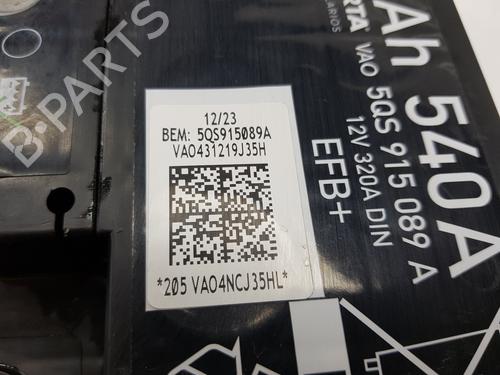 12/23
BEM: 5QS915089A
VAO431219J35H
*205 VAO4NCJ35HL*
Ah 540A
VAO 5QS 915 089 A
12V 320A DIN
EFB+
B-PARTS